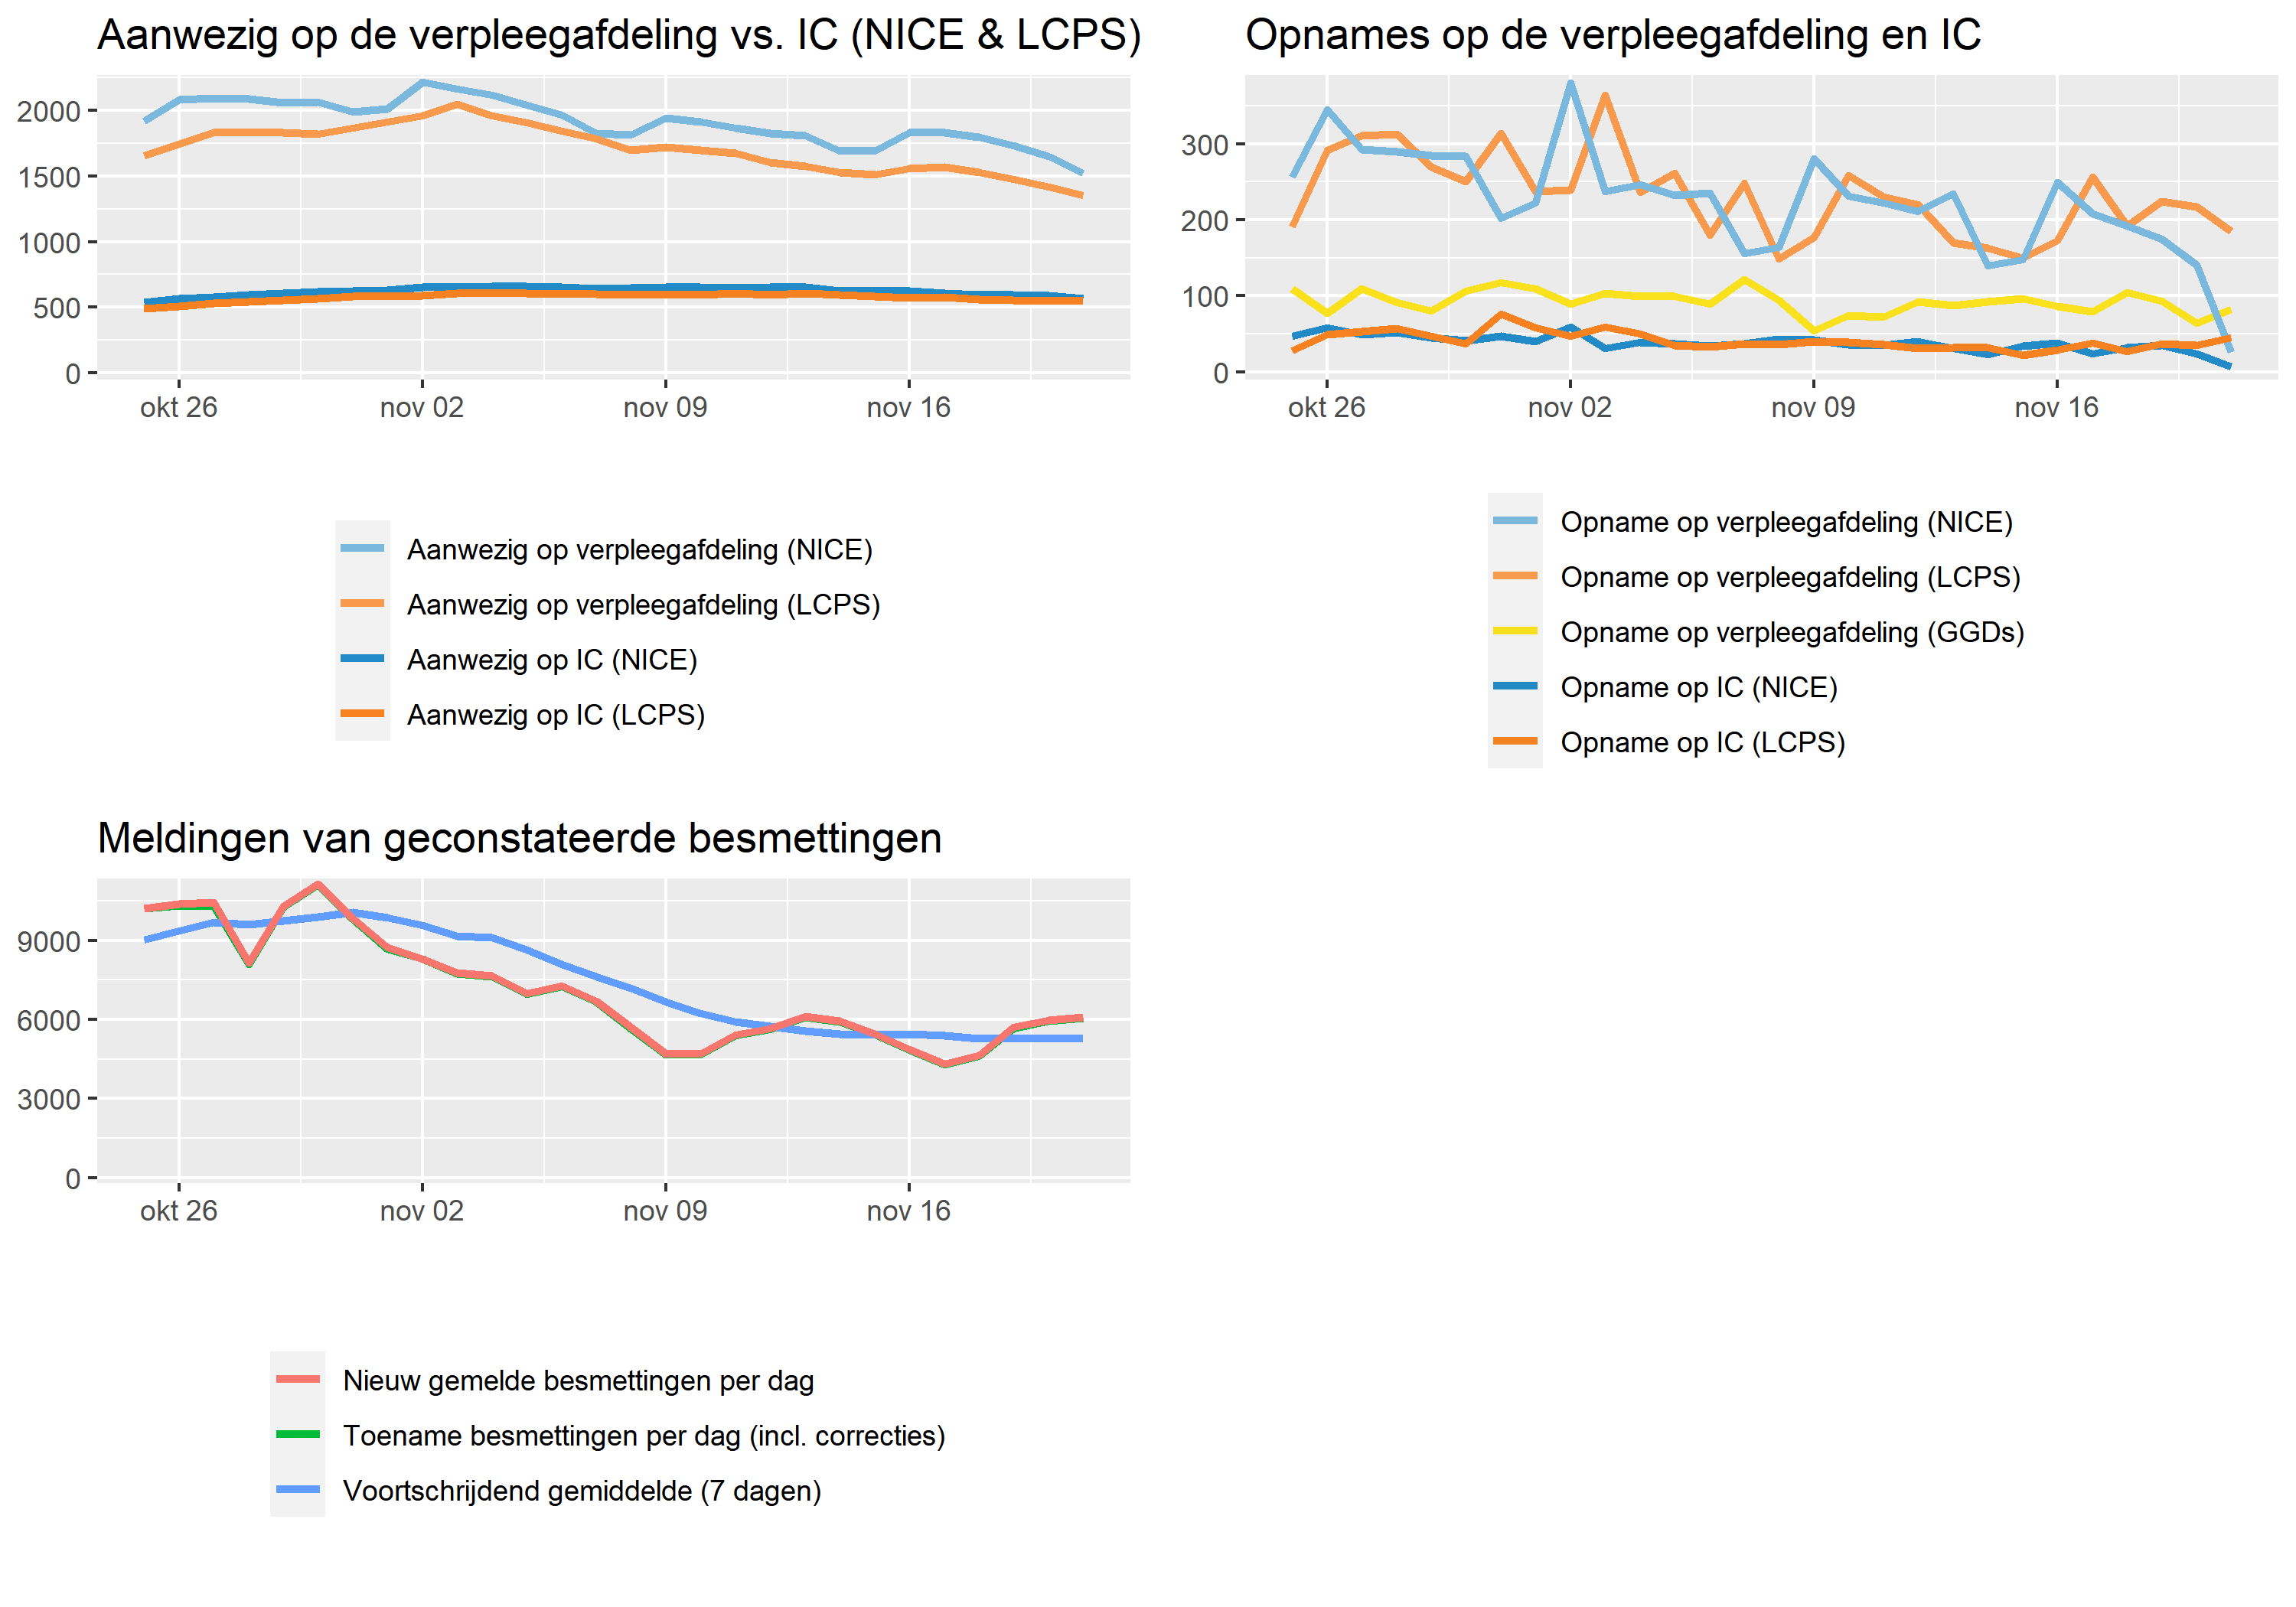 Aanwezig op de verpleegafdeling vs. IC (NICE & LCPS)
2000
1500
1000
500
0
okt 26 nov 02 nov 09 nov 16
Aanwezig op verpleegafdeling (NICE)
Aanwezig op verpleegafdeling (LCPS)
Aanwezig op IC (NICE)
Aanwezig op IC (LCPS)
Opnames op de verpleegafdeling en IC
300
200
100
0
okt 26 nov 02 nov 09 nov 16
Opname op verpleegafdeling (NICE)
Opname op verpleegafdeling (LCPS)
Opname op verpleegafdeling (GGDs)
Opname op IC (NICE)
Opname op IC (LCPS)
Meldingen van geconstateerde besmettingen
9000
6000
3000
0
okt 26 nov 02 nov 09 nov 16
Nieuw gemelde besmettingen per dag
Toename besmettingen per dag (incl. correcties)
Voortschrijdend gemiddelde (7 dagen)